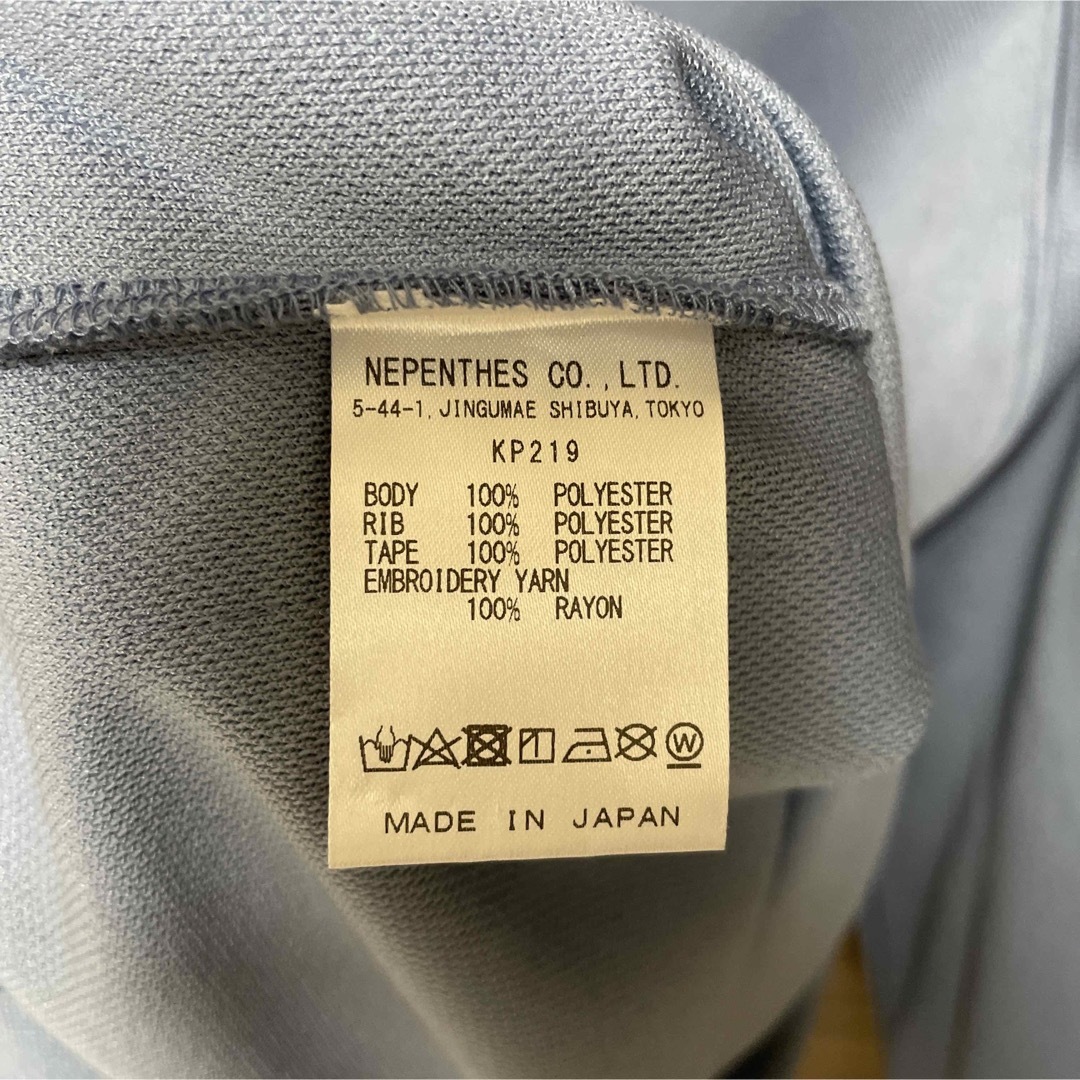 NEPENTHES CO.,LTD.
5-44-1,JINGUMAE SHIBUYA,TOKYO
KP219
BODY 100% POLYESTER
RIB 100% POLYESTER
TAPE 100% POLYESTER
EMBROIDERY YARN
100% RAYON
W
MADE IN JAPAN